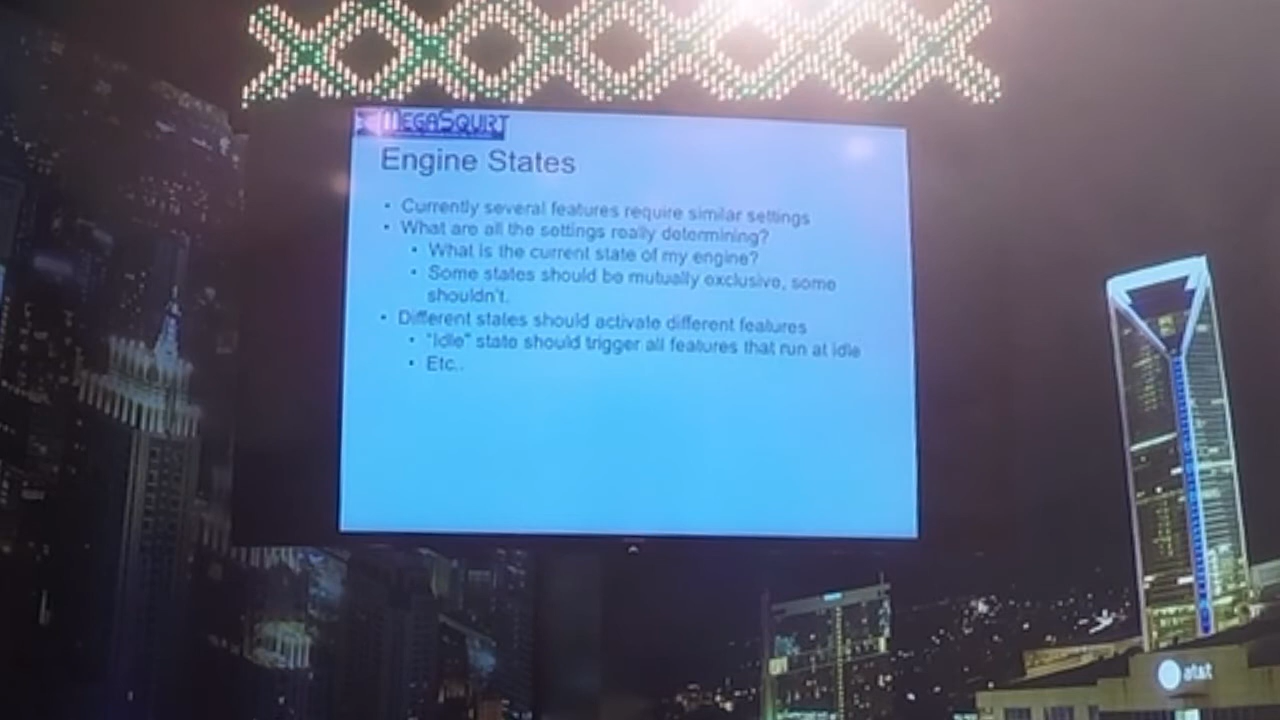 MEGASQUIRT
Engine States
• Currently several features require similar settings
• What are all the settings really determining?
• What is the current state of my engine?
• Some states should be mutually exclusive, some
shouldn't.
• Different states should activate different features
• "Idle" state should trigger all features that run at idle
• Etc..
at&t